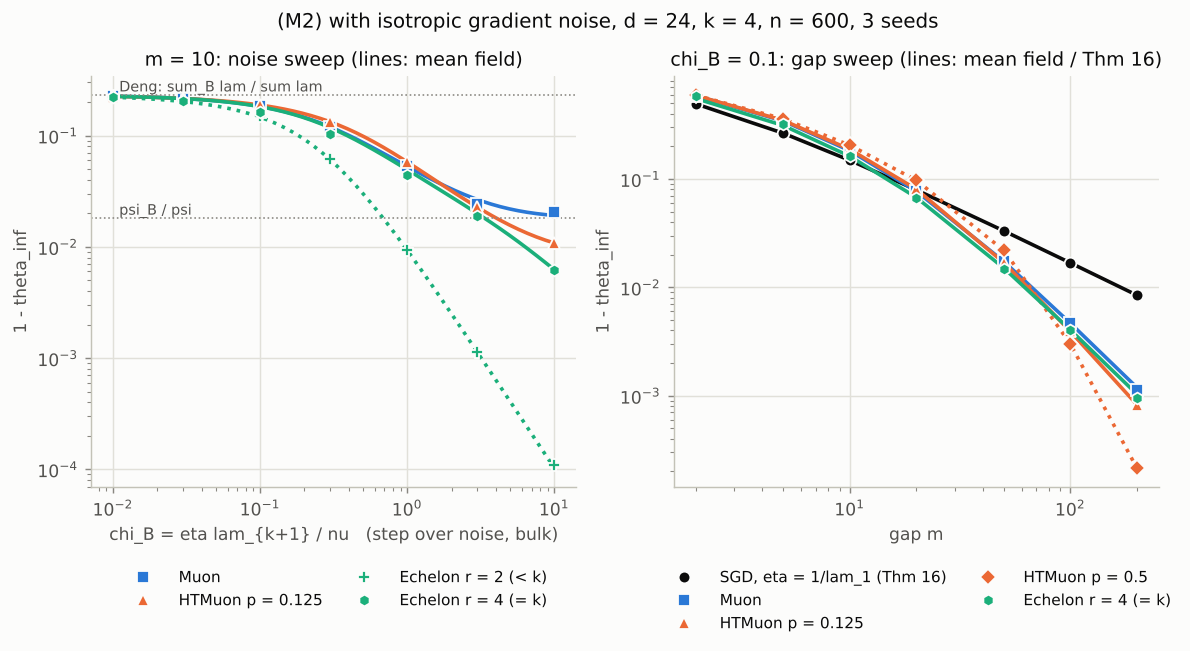 (M2) with isotropic gradient noise, d = 24, k = 4, n = 600, 3 seeds
m = 10: noise sweep (lines: mean field)
Deng: sum_B lam / sum lam
psi_B / psi
1 - theta_inf
10^{-1}
10^{-2}
10^{-3}
10^{-4}
10^{-2}
10^{-1}
10^{0}
10^{1}
chi_B = eta lam_{k+1} / nu   (step over noise, bulk)
Muon
HTMuon p = 0.125
Echelon r = 2 (< k)
Echelon r = 4 (= k)
chi_B = 0.1: gap sweep (lines: mean field / Thm 16)
1 - theta_inf
10^{-1}
10^{-2}
10^{-3}
10^{1}
10^{2}
gap m
SGD, eta = 1/lam_1 (Thm 16)
Muon
HTMuon p = 0.125
HTMuon p = 0.5
Echelon r = 4 (= k)